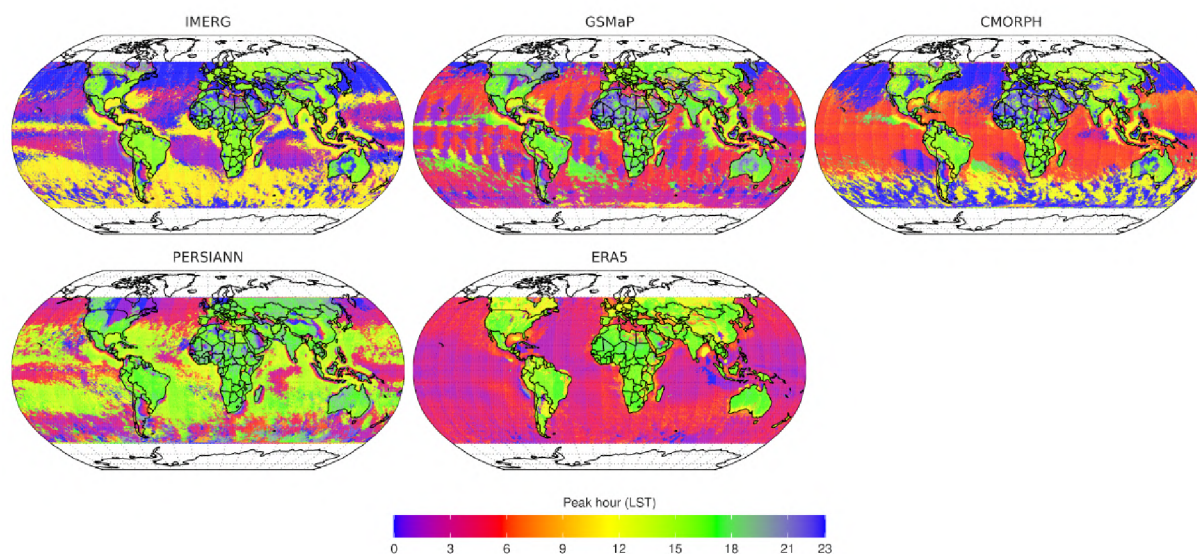 IMERG
GSMaP
CMORPH
PERSIANN
ERA5
Peak hour (LST)
0 3 6 9 12 15 18 21 23